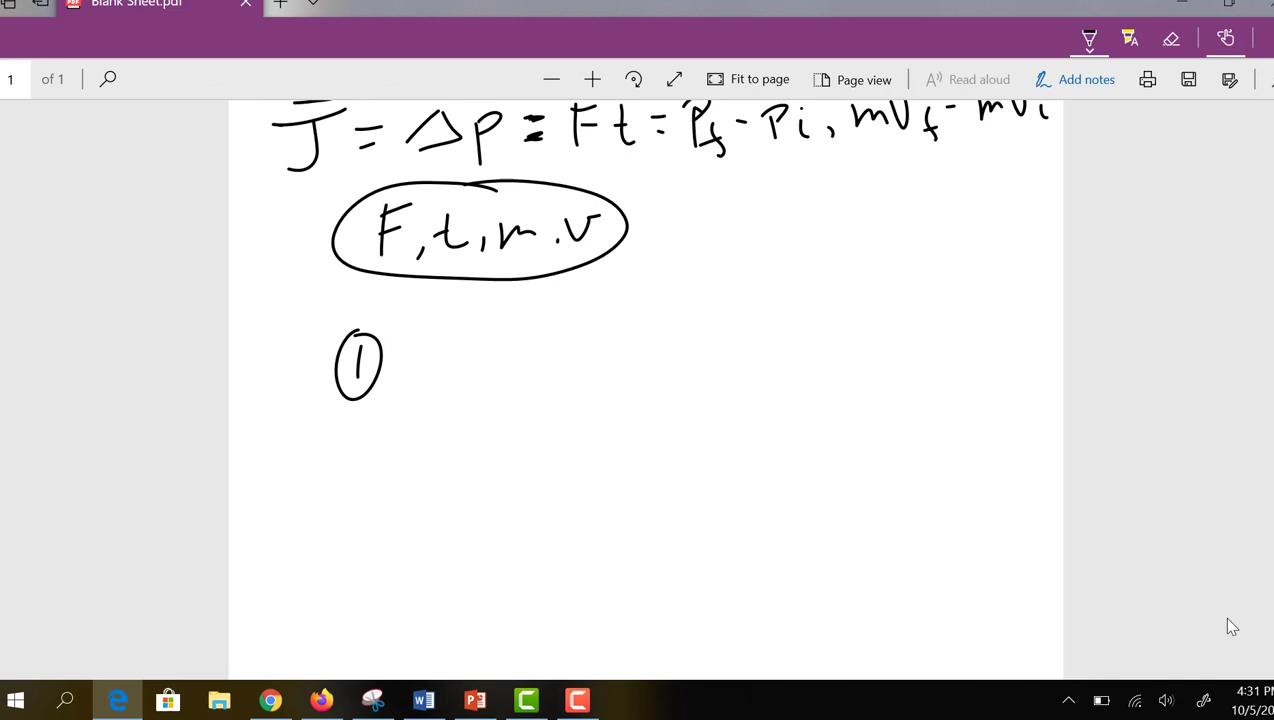 Blank Sheet.pdf
1 of 1 Fit to page Page view Read aloud Add notes
J = Δp = Ft = Pf - Pi, mVf - mVi
F, t, m. v
1
4:31 PM
10/5/20